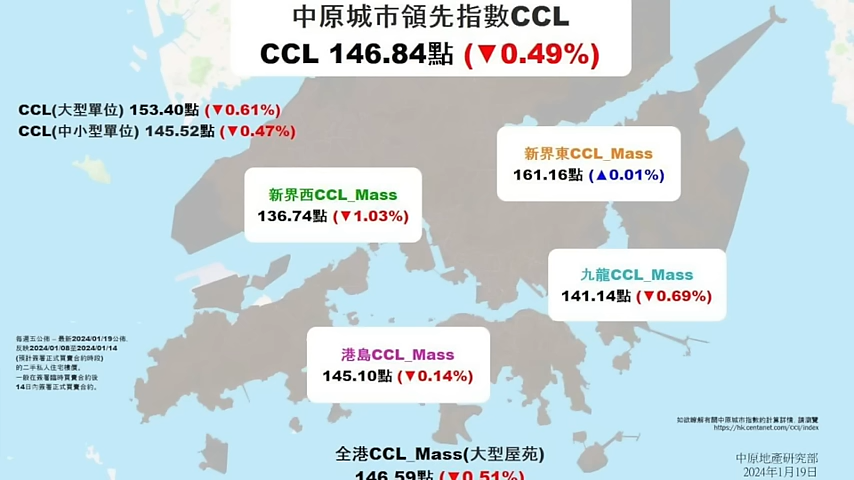 中原城市領先指數CCL
CCL 146.84點 (▼0.49%)
CCL(大型單位) 153.40點 (▼0.61%)
CCL(中小型單位) 145.52點 (▼0.47%)
新界東CCL_Mass
161.16點 (▲0.01%)
新界西CCL_Mass
136.74點 (▼1.03%)
九龍CCL_Mass
141.14點 (▼0.69%)
港島CCL_Mass
145.10點 (▼0.14%)
每週五公佈 – 最新2024/01/19公佈,
反映2024/01/08至2024/01/14
(預計簽署正式買賣合約時段)
的二手私人住宅樓價。
一般在簽署臨時買賣合約後
14日內簽署正式買賣合約。
如欲瞭解有關中原城市指數的計算詳情, 請瀏覽
https://hk.centanet.com/cci/index
全港CCL_Mass(大型屋苑)
146.59點 (▼0.51%)
中原地產研究部
2024年1月19日